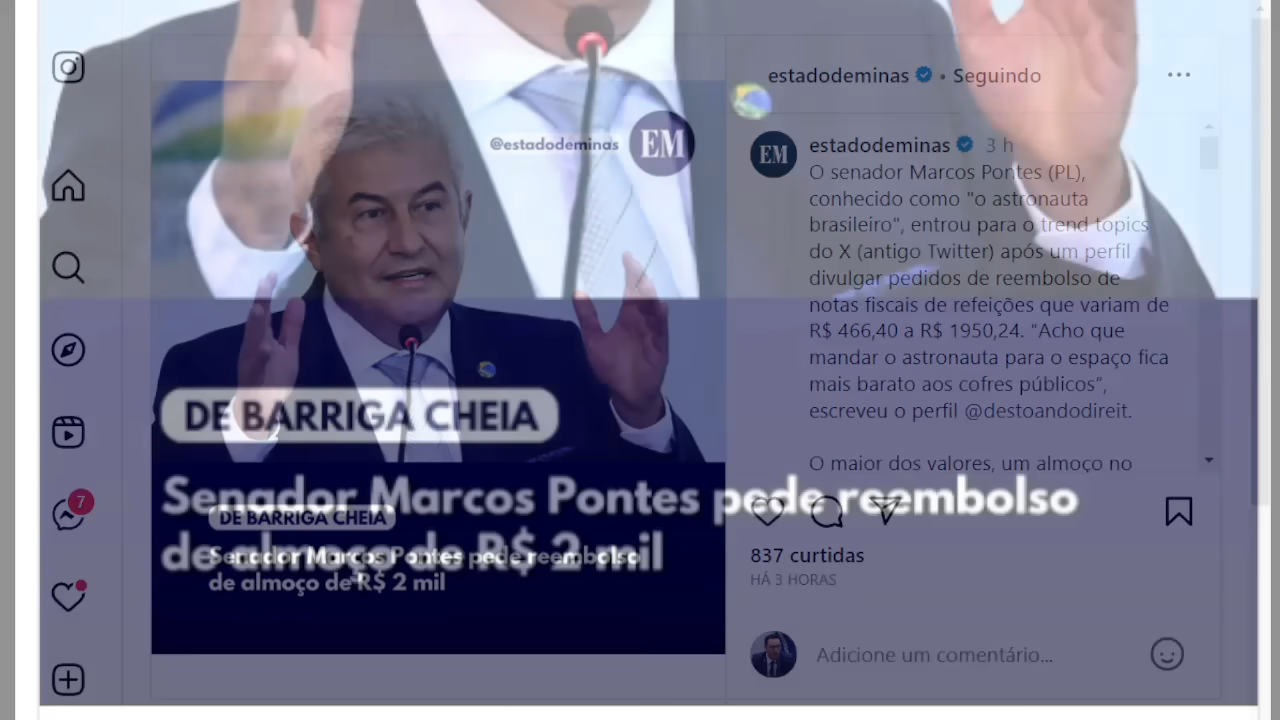 estadodeminas • Seguindo
@estadodeminas
EM
EM
estadodeminas 3 h
O senador Marcos Pontes (PL),
conhecido como "o astronauta
brasileiro", entrou para o trend topics
do X (antigo Twitter) após um perfil
divulgar pedidos de reembolso de
notas fiscais de refeições que variam de
R$ 466,40 a R$ 1950,24. "Acho que
mandar o astronauta para o espaço fica
mais barato aos cofres públicos",
escreveu o perfil @destoandodireit.
O maior dos valores, um almoço no
DE BARRIGA CHEIA
Senador Marcos Pontes pede reembolso
de almoço de R$ 2 mil
DE BARRIGA CHEIA
Senador Marcos Pontes pede reembolso
de almoço de R$ 2 mil
7
837 curtidas
HÁ 3 HORAS
Adicione um comentário...